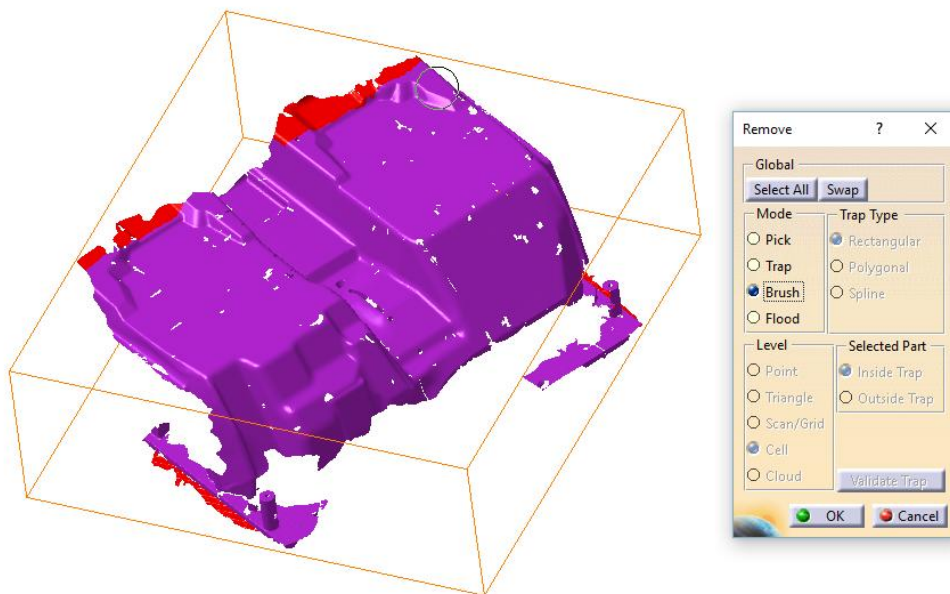 Remove ? X
Global
Select All Swap
Mode
Pick
Trap
Brush
Flood
Trap Type
Rectangular
Polygonal
Spline
Level
Point
Triangle
Scan/Grid
Cell
Cloud
Selected Part
Inside Trap
Outside Trap
Validate Trap
OK Cancel